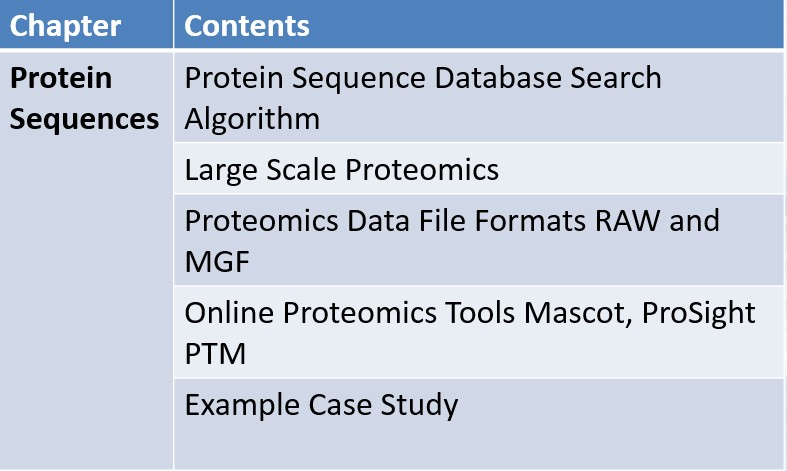 Chapter
Contents
Protein
Sequences
Protein Sequence Database Search
Algorithm
Large Scale Proteomics
Proteomics Data File Formats RAW and
MGF
Online Proteomics Tools Mascot, ProSight
PTM
Example Case Study